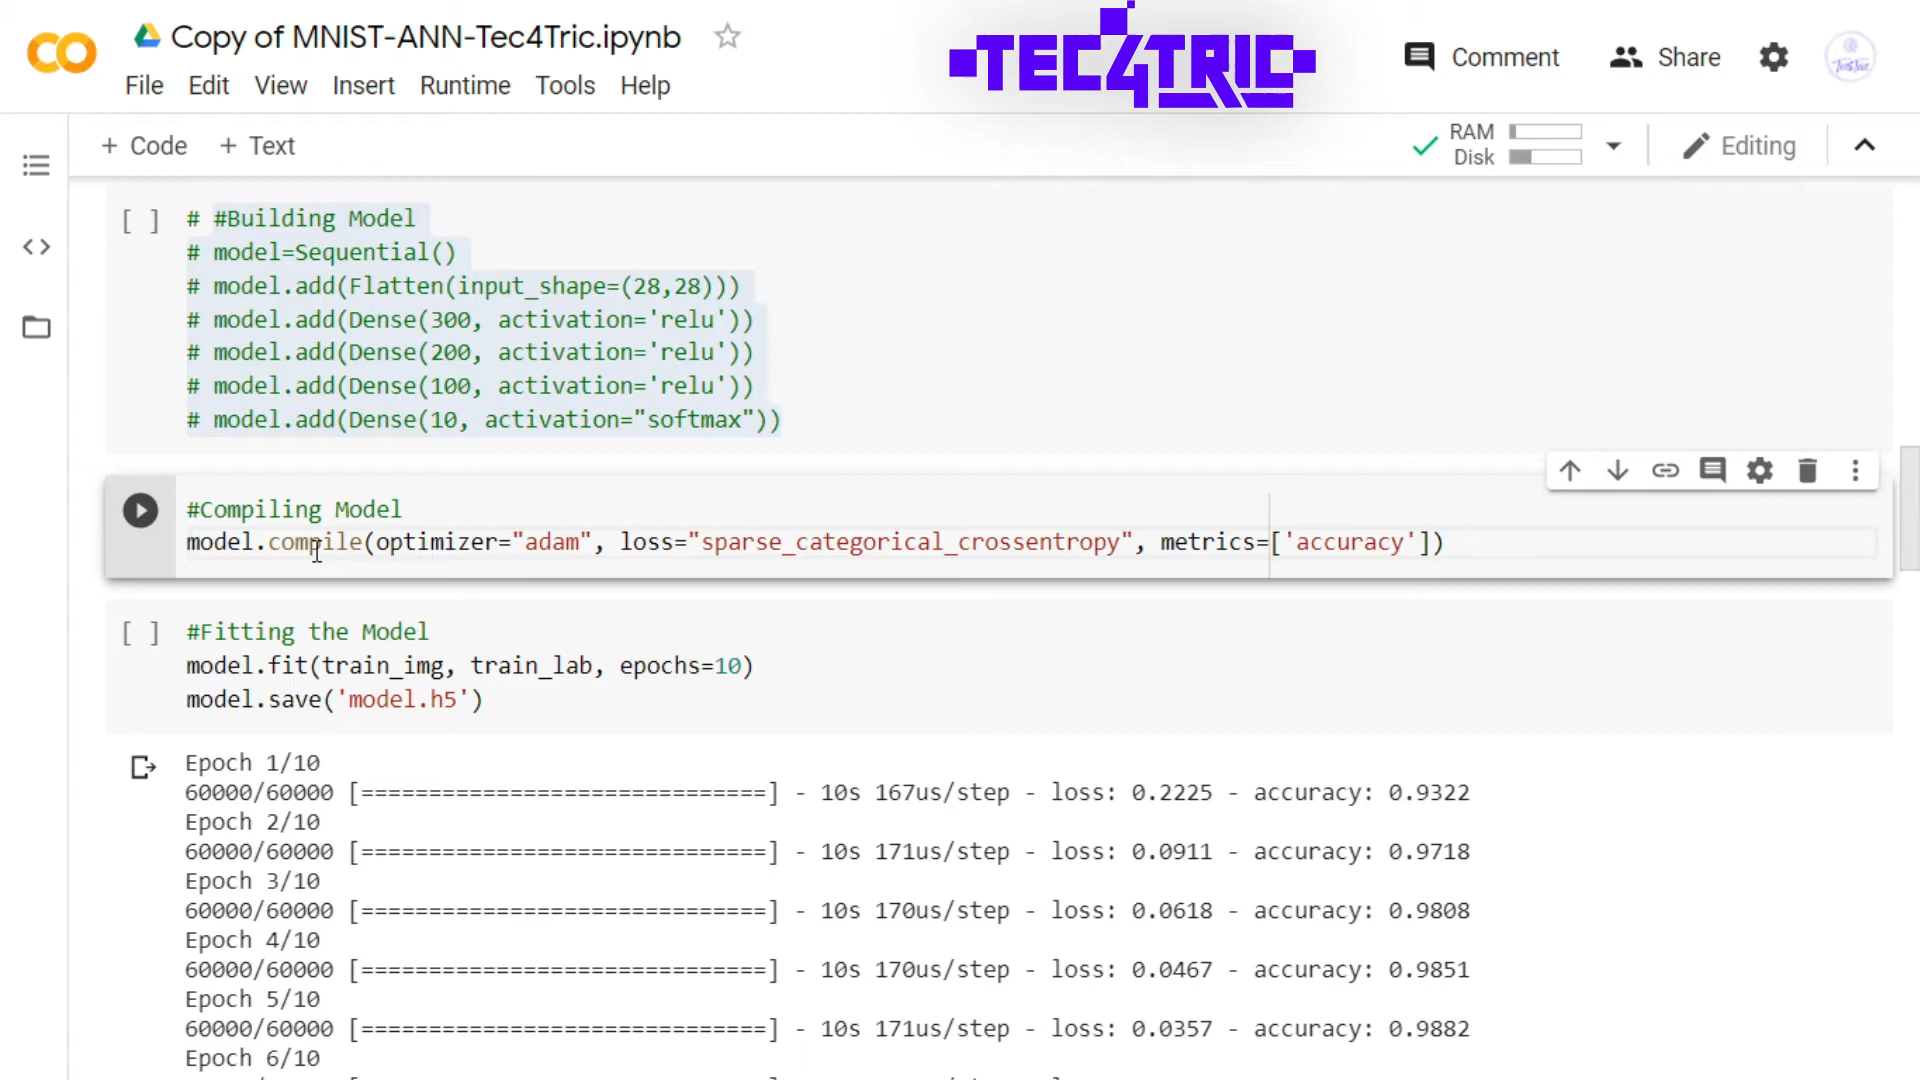 Copy of MNIST-ANN-Tec4Tric.ipynb
TEC4TRIC
Comment
Share
File Edit View Insert Runtime Tools Help
+ Code + Text
RAM
Disk
Editing
[ ] # #Building Model
# model=Sequential()
# model.add(Flatten(input_shape=(28,28)))
# model.add(Dense(300, activation='relu'))
# model.add(Dense(200, activation='relu'))
# model.add(Dense(100, activation='relu'))
# model.add(Dense(10, activation="softmax"))
#Compiling Model
model.compile(optimizer="adam", loss="sparse_categorical_crossentropy", metrics=['accuracy'])
[ ] #Fitting the Model
model.fit(train_img, train_lab, epochs=10)
model.save('model.h5')
Epoch 1/10
60000/60000 [==============================] - 10s 167us/step - loss: 0.2225 - accuracy: 0.9322
Epoch 2/10
60000/60000 [==============================] - 10s 171us/step - loss: 0.0911 - accuracy: 0.9718
Epoch 3/10
60000/60000 [==============================] - 10s 170us/step - loss: 0.0618 - accuracy: 0.9808
Epoch 4/10
60000/60000 [==============================] - 10s 170us/step - loss: 0.0467 - accuracy: 0.9851
Epoch 5/10
60000/60000 [==============================] - 10s 171us/step - loss: 0.0357 - accuracy: 0.9882
Epoch 6/10